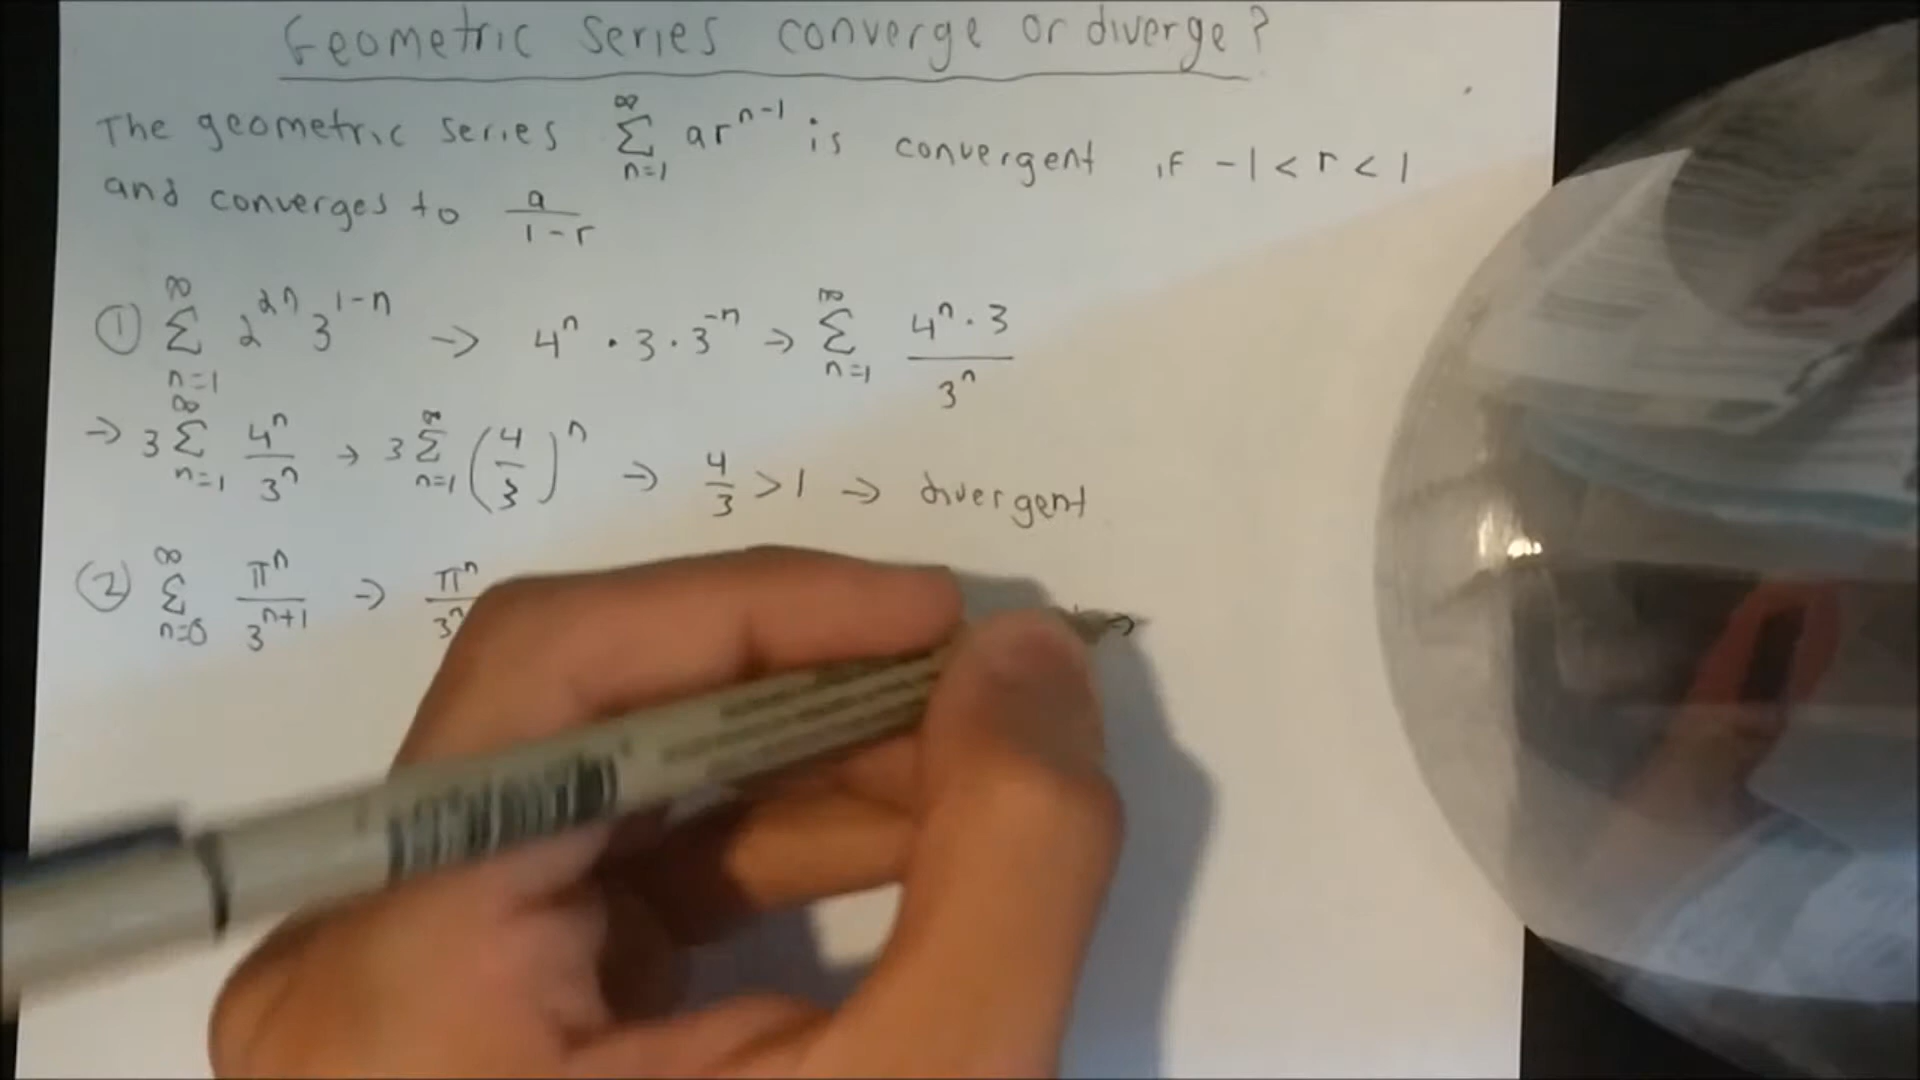 Geometric series converge or diverge?
The geometric series ∞ Σ n=1 ar^(n-1) is convergent if -1 < r < 1
and converges to a/(1-r)
① ∞ Σ n=1 2^(2n) 3^(1-n) → 4^n · 3 · 3^(-n) → ∞ Σ n=1 (4^n · 3)/3^n
→ 3 ∞ Σ n=1 4^n/3^n → 3 ∞ Σ n=1 (4/3)^n → 4/3 > 1 → divergent
② ∞ Σ n=0 π^n/3^(n+1) → π^n/3^n